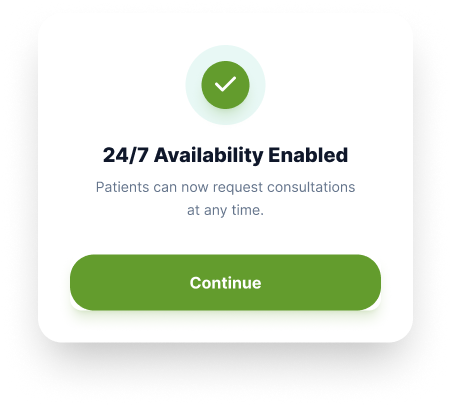 24/7 Availability Enabled
Patients can now request consultations
at any time.
Continue